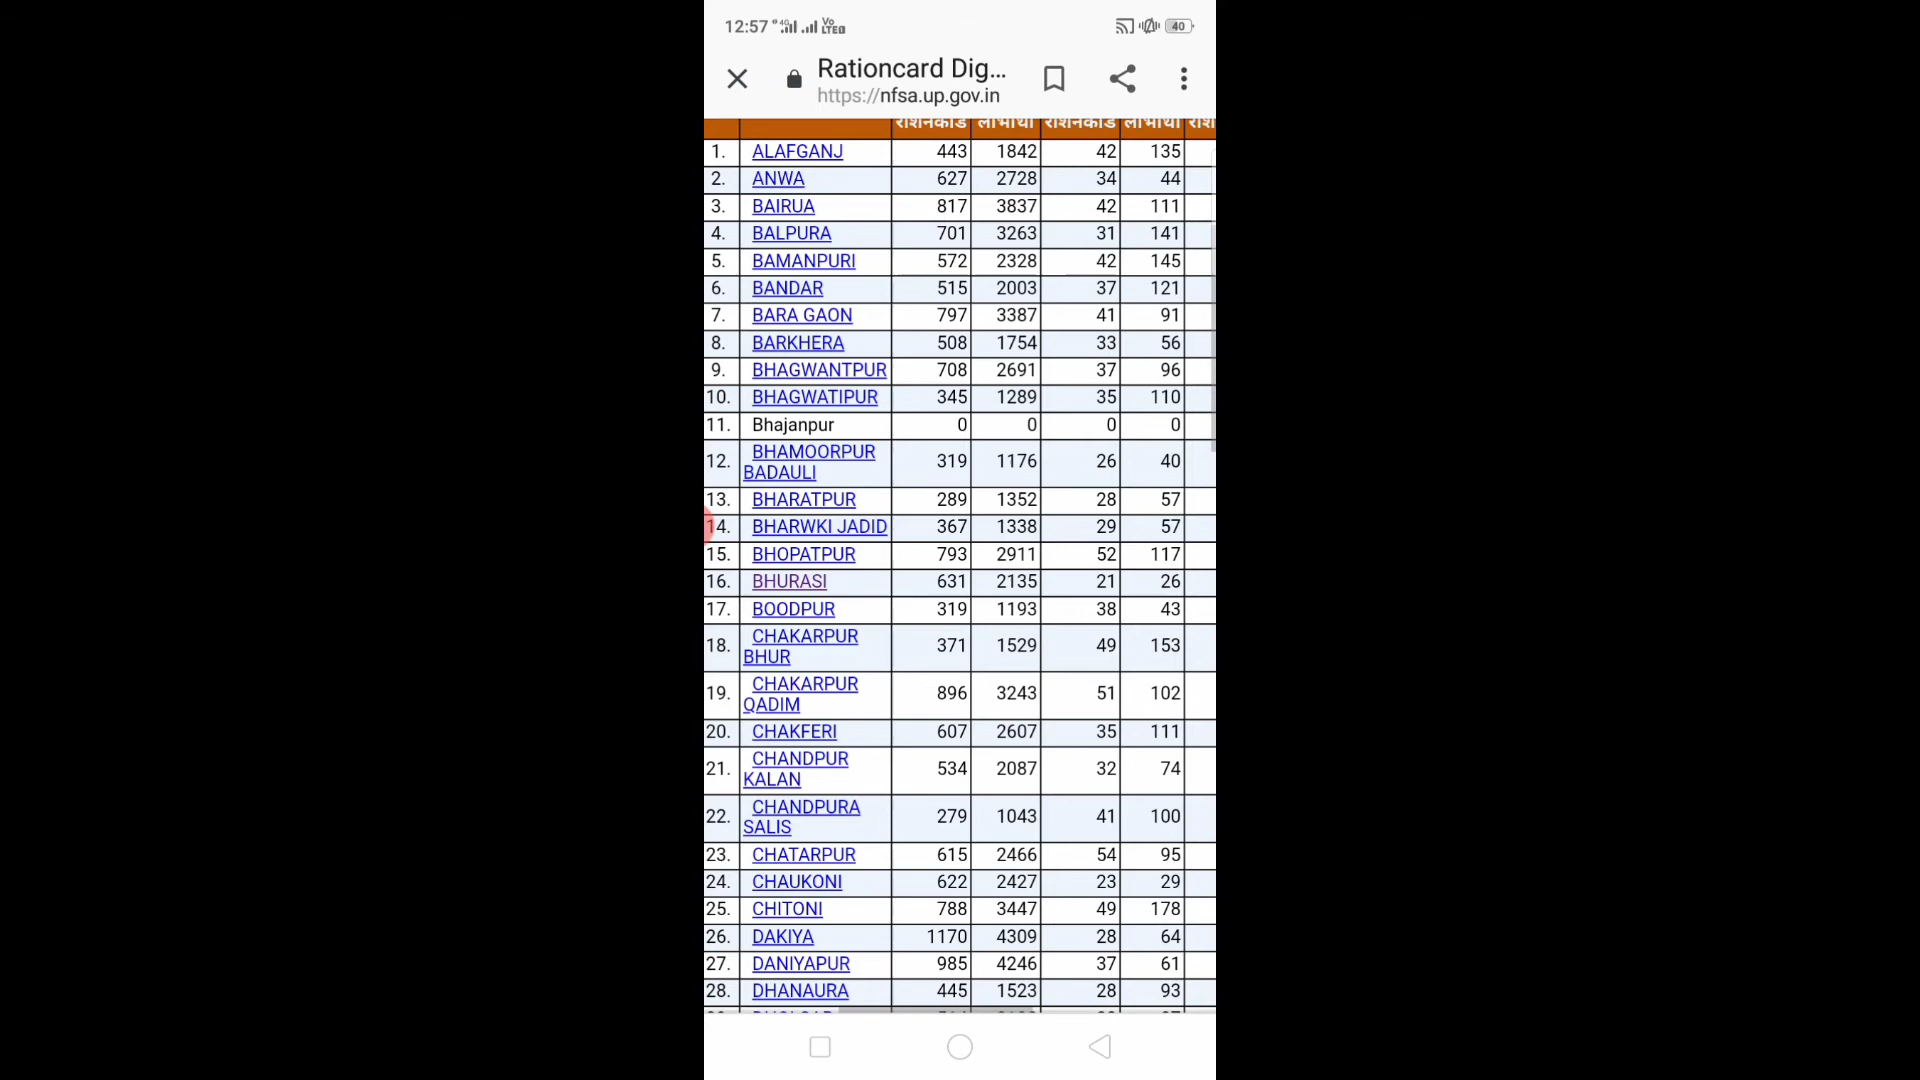 12:57 4G VoLTE 40
Rationcard Dig...
https://nfsa.up.gov.in
राशनकार्ड लाभार्थी राशनकार्ड लाभार्थी
1. ALAFGANJ 443 1842 42 135
2. ANWA 627 2728 34 44
3. BAIRUA 817 3837 42 111
4. BALPURA 701 3263 31 141
5. BAMANPURI 572 2328 42 145
6. BANDAR 515 2003 37 121
7. BARA GAON 797 3387 41 91
8. BARKHERA 508 1754 33 56
9. BHAGWANTPUR 708 2691 37 96
10. BHAGWATIPUR 345 1289 35 110
11. Bhajanpur 0 0 0 0
12. BHAMOORPUR
BADAULI 319 1176 26 40
13. BHARATPUR 289 1352 28 57
14. BHARWKI JADID 367 1338 29 57
15. BHOPATPUR 793 2911 52 117
16. BHURASI 631 2135 21 26
17. BOODPUR 319 1193 38 43
18. CHAKARPUR
BHUR 371 1529 49 153
19. CHAKARPUR
QADIM 896 3243 51 102
20. CHAKFERI 607 2607 35 111
21. CHANDPUR
KALAN 534 2087 32 74
22. CHANDPURA
SALIS 279 1043 41 100
23. CHATARPUR 615 2466 54 95
24. CHAUKONI 622 2427 23 29
25. CHITONI 788 3447 49 178
26. DAKIYA 1170 4309 28 64
27. DANIYAPUR 985 4246 37 61
28. DHANAURA 445 1523 28 93